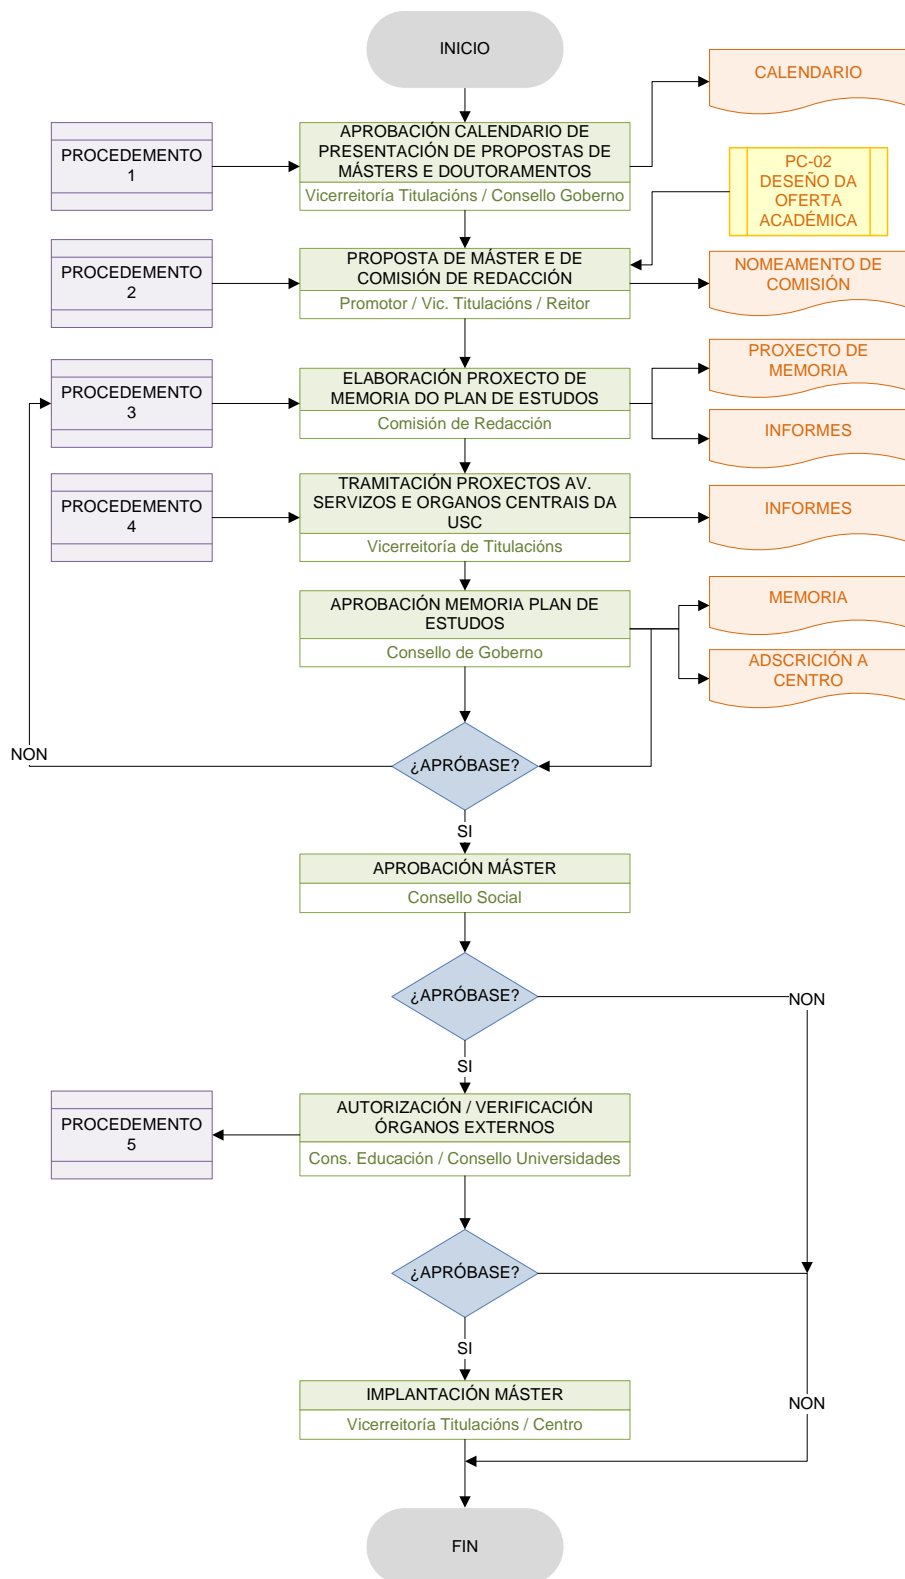 INICIO
CALENDARIO
PROCEDEMENTO
1
APROBACIÓN CALENDARIO DE
PRESENTACIÓN DE PROPOSTAS DE
MÁSTERS E DOUTORAMENTOS
Vicerreitoría Titulacións / Consello Goberno
PC-02
DESEÑO DA
OFERTA
ACADÉMICA
PROCEDEMENTO
2
PROPOSTA DE MÁSTER E DE
COMISIÓN DE REDACCIÓN
Promotor / Vic. Titulacións / Reitor
NOMEAMENTO DE
COMISIÓN
PROCEDEMENTO
3
ELABORACIÓN PROXECTO DE
MEMORIA DO PLAN DE ESTUDOS
Comisión de Redacción
PROXECTO DE
MEMORIA
INFORMES
PROCEDEMENTO
4
TRAMITACIÓN PROXECTOS AV.
SERVIZOS E ORGANOS CENTRAIS DA
USC
Vicerreitoría de Titulacións
INFORMES
APROBACIÓN MEMORIA PLAN DE
ESTUDOS
Consello de Goberno
MEMORIA
ADSCRICIÓN A
CENTRO
NON
¿APRÓBASE?
SI
APROBACIÓN MÁSTER
Consello Social
¿APRÓBASE?
NON
SI
PROCEDEMENTO
5
AUTORIZACIÓN / VERIFICACIÓN
ÓRGANOS EXTERNOS
Cons. Educación / Consello Universidades
¿APRÓBASE?
SI
NON
IMPLANTACIÓN MÁSTER
Vicerreitoría Titulacións / Centro
FIN